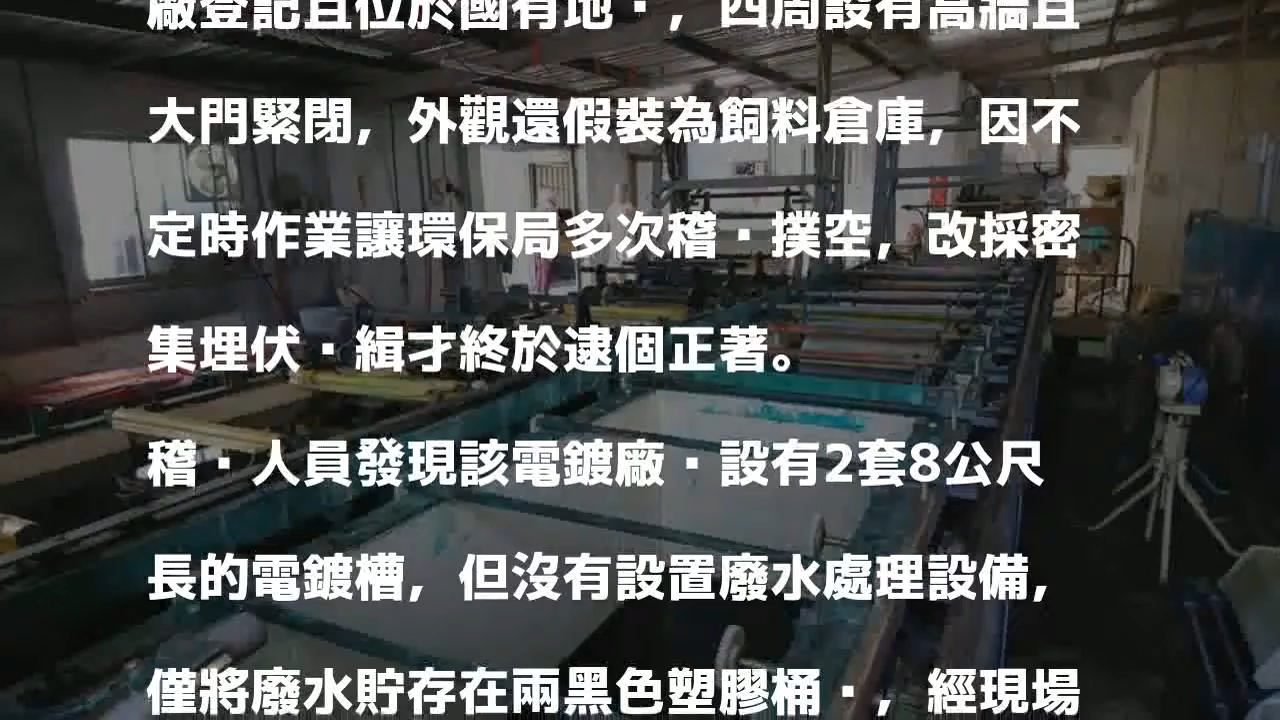 廠登記且位於國有地▪，四周設有高牆且
大門緊閉，外觀還假裝為飼料倉庫，因不
定時作業讓環保局多次稽▪撲空，改採密
集埋伏▪緝才終於逮個正著。
稽▪人員發現該電鍍廠▪設有2套8公尺
長的電鍍槽，但沒有設置廢水處理設備，
僅將廢水貯存在兩黑色塑膠桶▪，經現場